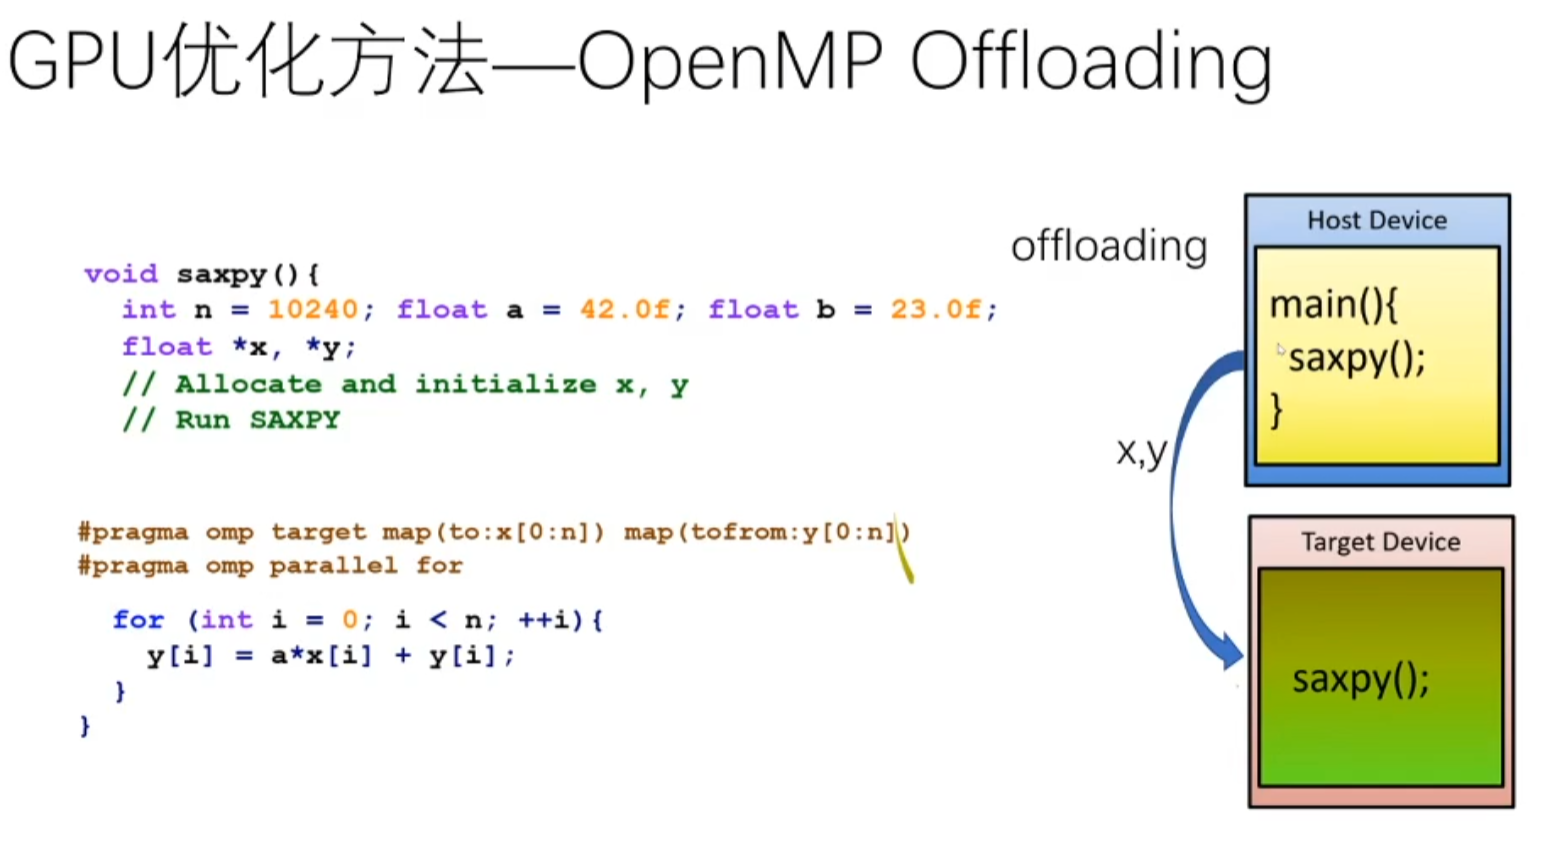 GPU优化方法—OpenMP Offloading
void saxpy(){
int n = 10240; float a = 42.0f; float b = 23.0f;
float *x, *y;
// Allocate and initialize x, y
// Run SAXPY
#pragma omp target map(to:x[0:n]) map(tofrom:y[0:n])
#pragma omp parallel for
for (int i = 0; i < n; ++i){
y[i] = a*x[i] + y[i];
}
}
offloading
x,y
Host Device
main(){
saxpy();
}
Target Device
saxpy();